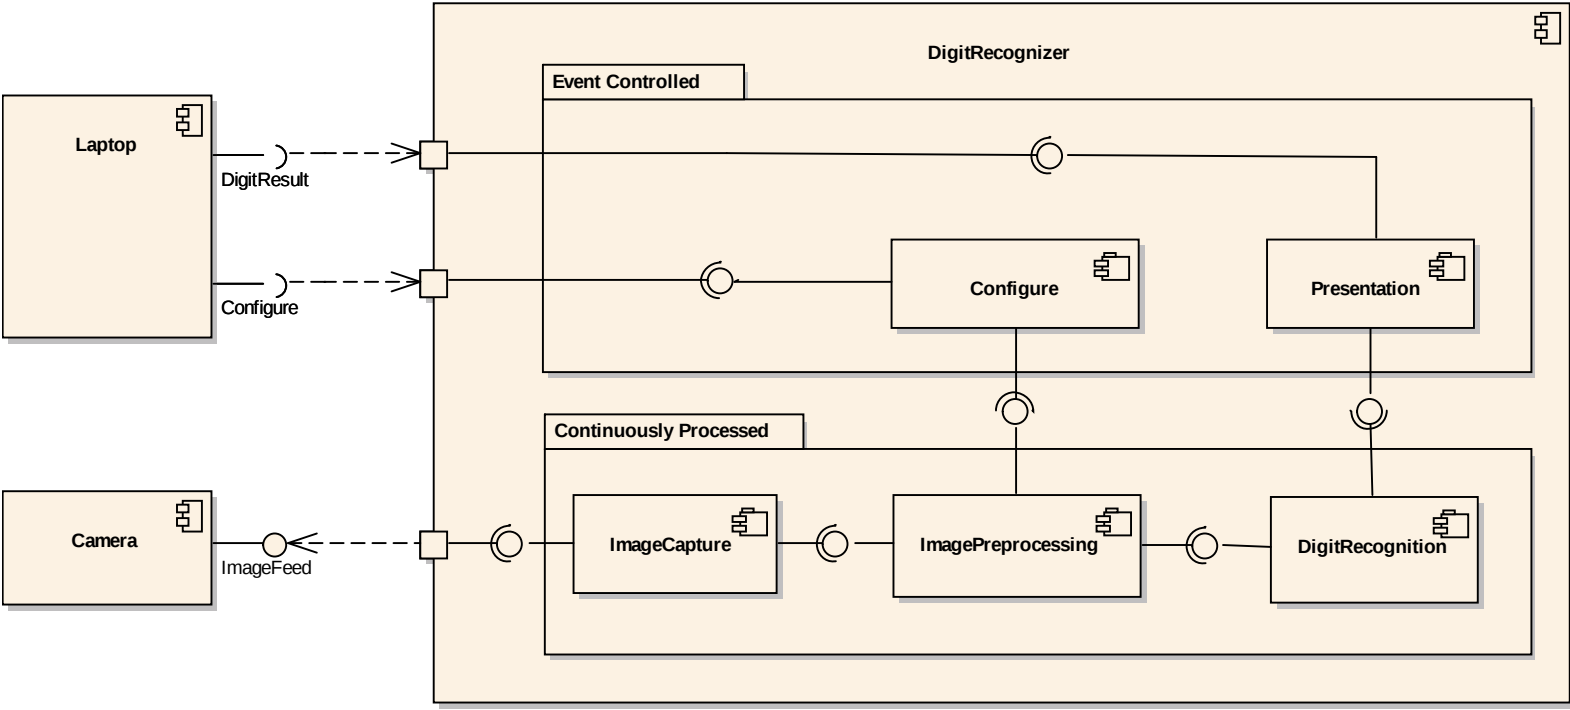 DigitRecognizer
Event Controlled
Laptop
DigitResult
Configure
Configure
Presentation
Continuously Processed
Camera
ImageFeed
ImageCapture
ImagePreprocessing
DigitRecognition